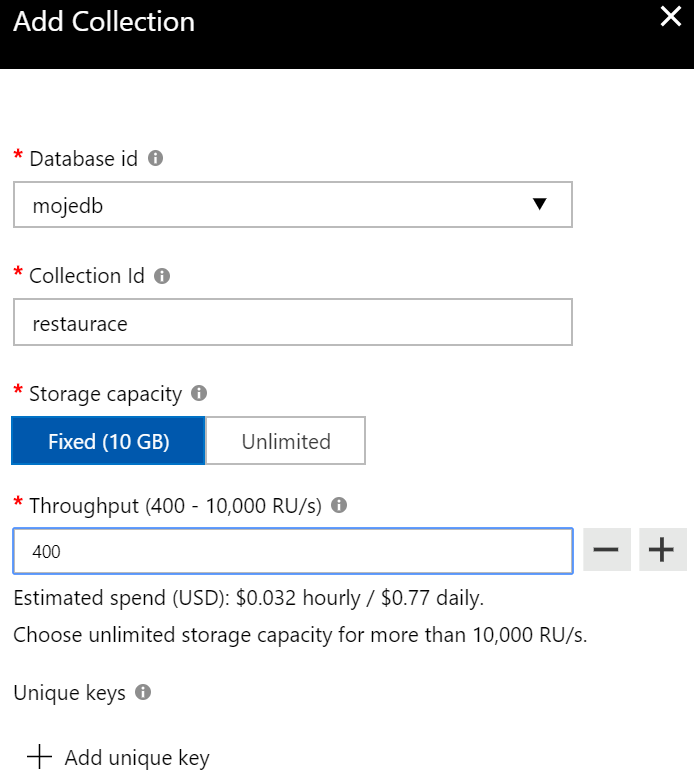 Add Collection
* Database id
mojedb
* Collection Id
restaurace
* Storage capacity
Fixed (10 GB) Unlimited
* Throughput (400 - 10,000 RU/s)
400
Estimated spend (USD): $0.032 hourly / $0.77 daily.
Choose unlimited storage capacity for more than 10,000 RU/s.
Unique keys
Add unique key